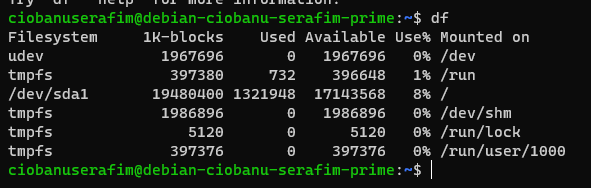 Try 'df --help' for more information.
ciobanuserafim@debian-ciobanu-serafim-prime:~$ df
Filesystem     1K-blocks    Used Available Use% Mounted on
udev             1967696       0   1967696   0% /dev
tmpfs             397380     732    396648   1% /run
/dev/sda1       19480400 1321948  17143568   8% /
tmpfs            1986896       0   1986896   0% /dev/shm
tmpfs               5120       0      5120   0% /run/lock
tmpfs             397376       0    397376   0% /run/user/1000
ciobanuserafim@debian-ciobanu-serafim-prime:~$